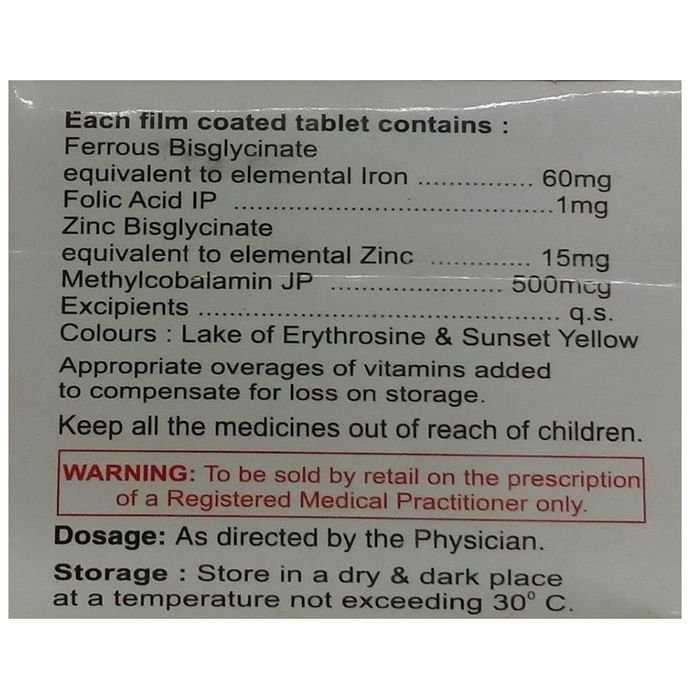 Each film coated tablet contains :
Ferrous Bisglycinate
equivalent to elemental Iron ............... 60mg
Folic Acid IP .........................................1mg
Zinc Bisglycinate
equivalent to elemental Zinc ............. 15mg
Methylcobalamin JP ...................... 500mcg
Excipients .............................................. q.s.
Colours : Lake of Erythrosine & Sunset Yellow
Appropriate overages of vitamins added
to compensate for loss on storage.
Keep all the medicines out of reach of children.
WARNING: To be sold by retail on the prescription
of a Registered Medical Practitioner only.
Dosage: As directed by the Physician.
Storage : Store in a dry & dark place
at a temperature not exceeding 30° C.